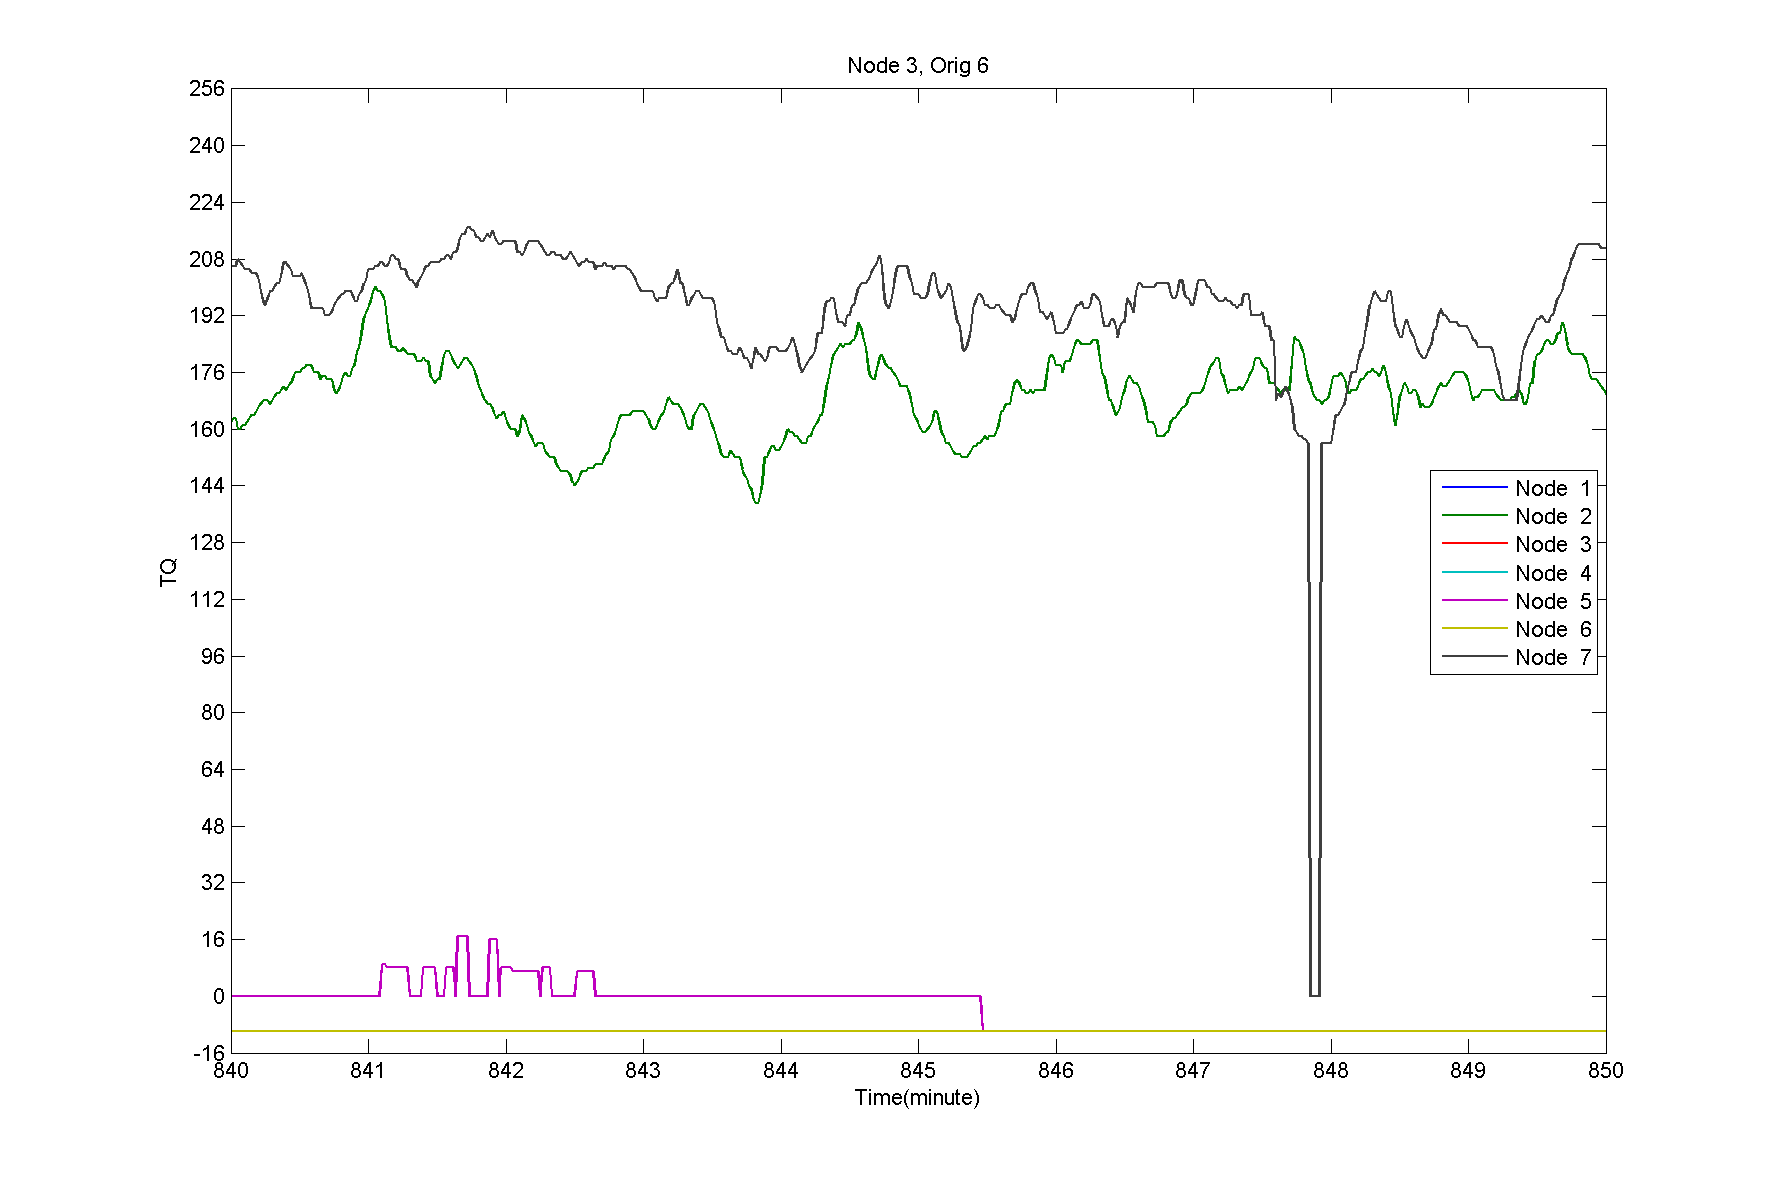 Node 3, Orig 6
256
240
224
208
192
176
160
144
128
112
96
80
64
48
32
16
0
-16
TQ
840 841 842 843 844 845 846 847 848 849 850
Time(minute)
Node 1
Node 2
Node 3
Node 4
Node 5
Node 6
Node 7